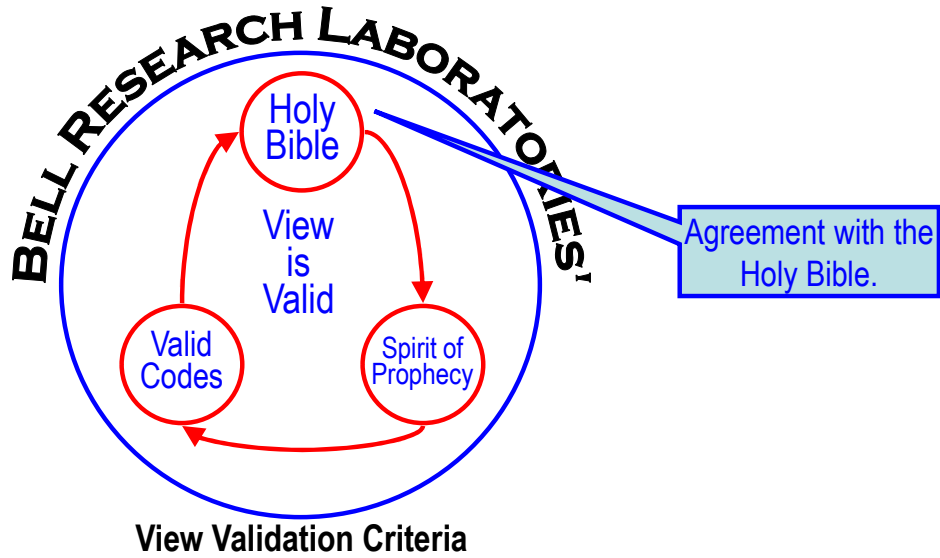 BELL RESEARCH LABORATORIES'
Holy
Bible
View
is
Valid
Valid
Codes
Spirit of
Prophecy
Agreement with the
Holy Bible.
View Validation Criteria